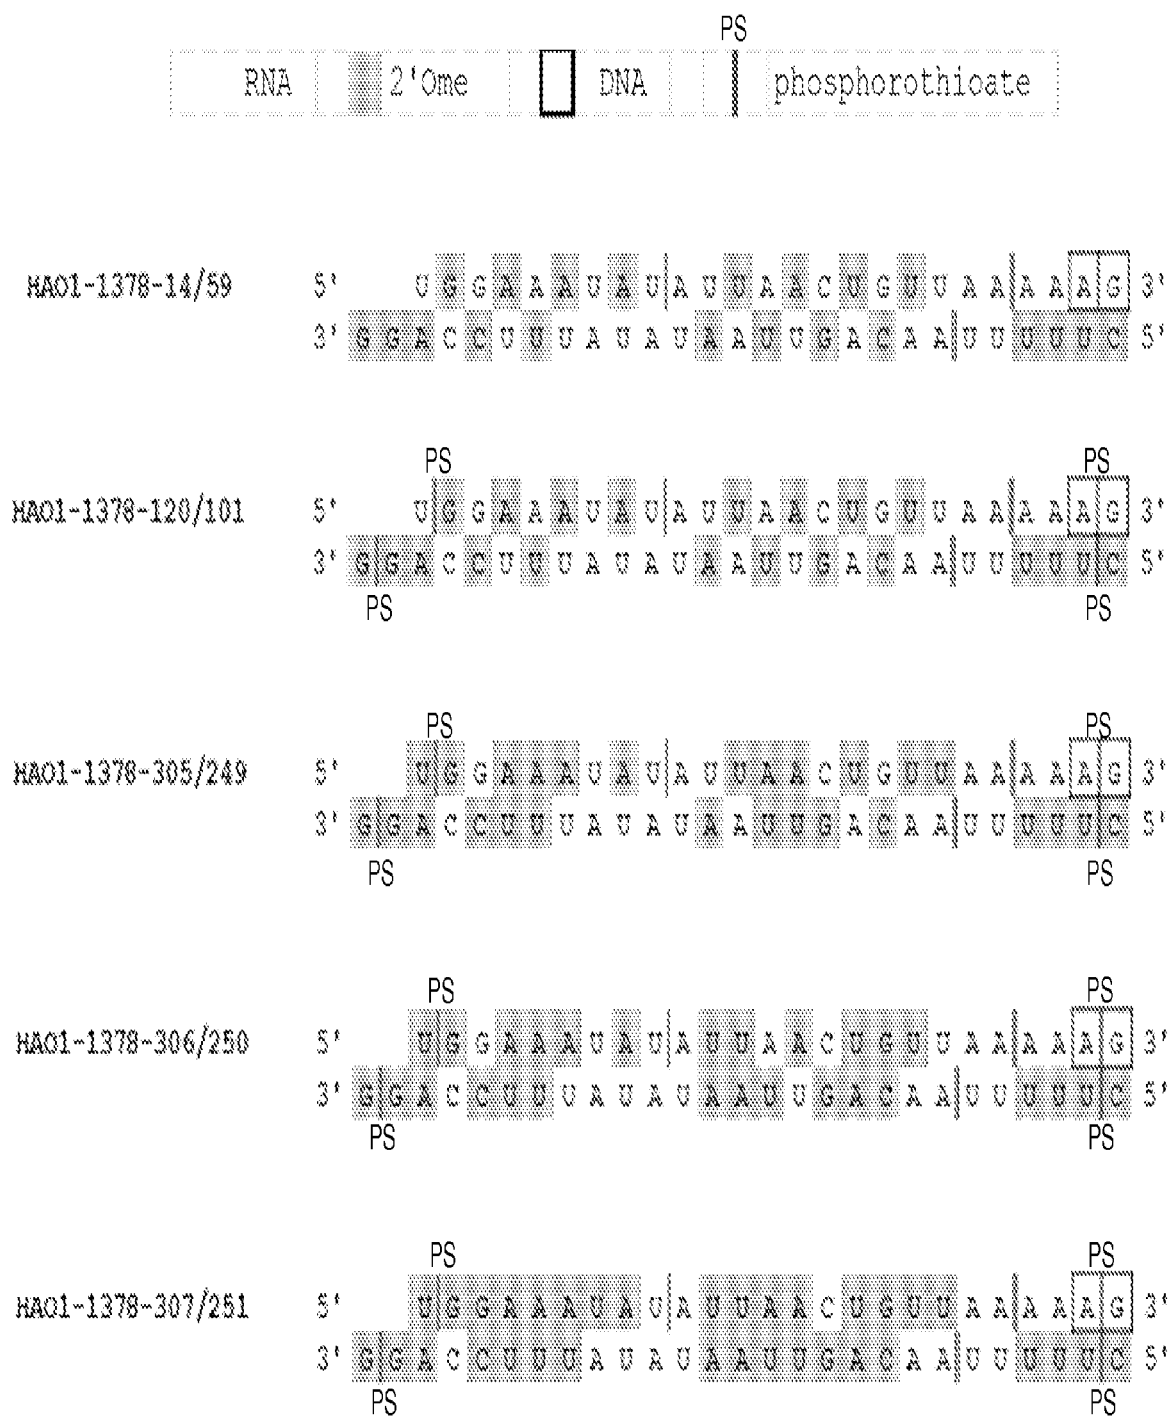 PS
RNA 2'Ome DNA phosphorothioate
HAO1-1378-14/59 5' U G G A A A U A U A U U A A C U G U U A A A A A G 3'
3' G G A C C U U U A U A U A A U U G A C A A U U U U U C 5'
PS PS
HAO1-1378-120/101 5' U G G A A A U A U A U U A A C U G U U A A A A A G 3'
3' G G A C C U U U A U A U A A U U G A C A A U U U U U C 5'
PS PS
PS PS
HAO1-1378-305/249 5' U G G A A A U A U A U U A A C U G U U A A A A A G 3'
3' G G A C C U U U A U A U A A U U G A C A A U U U U U C 5'
PS PS
PS PS
HAO1-1378-306/250 5' U G G A A A U A U A U U A A C U G U U A A A A A G 3'
3' G G A C C U U U A U A U A A U U G A C A A U U U U U C 5'
PS PS
PS PS
HAO1-1378-307/251 5' U G G A A A U A U A U U A A C U G U U A A A A A G 3'
3' G G A C C U U U A U A U A A U U G A C A A U U U U U C 5'
PS PS